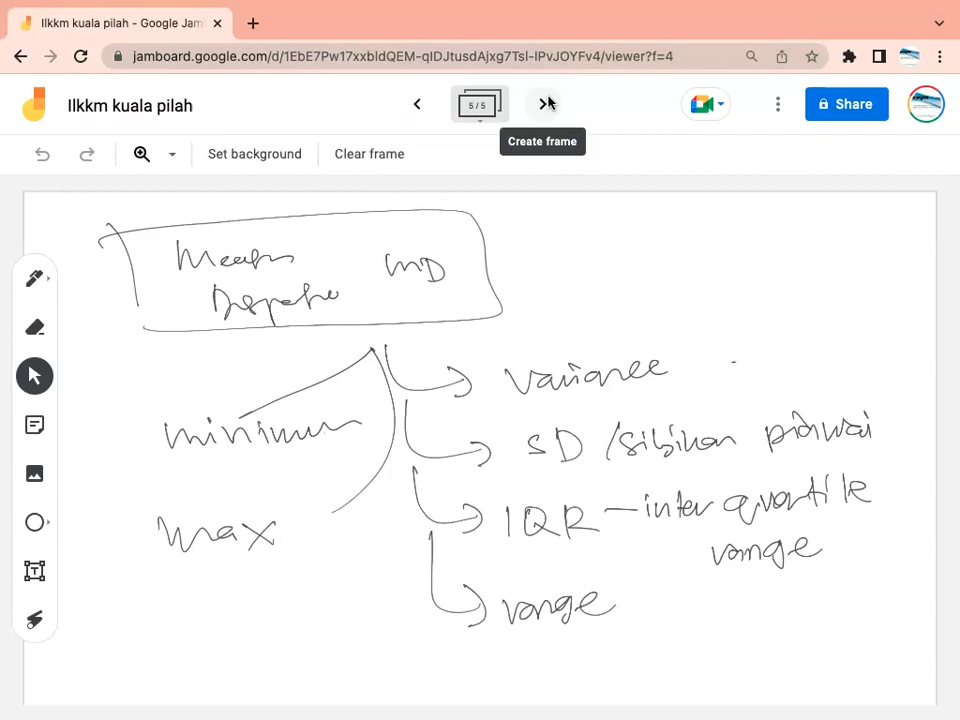 Ilkkm kuala pilah - Google Jam
jamboard.google.com/d/1EbE7Pw17xxbldQEM-qIDJtusdAjxg7Tsl-lPvJOYFv4/viewer?f=4
Ilkkm kuala pilah
5 / 5
Share
Create frame
Set background
Clear frame
MD
variance
minimum
SD / sisihan piawai
IQR — inter quartile
range
max
range